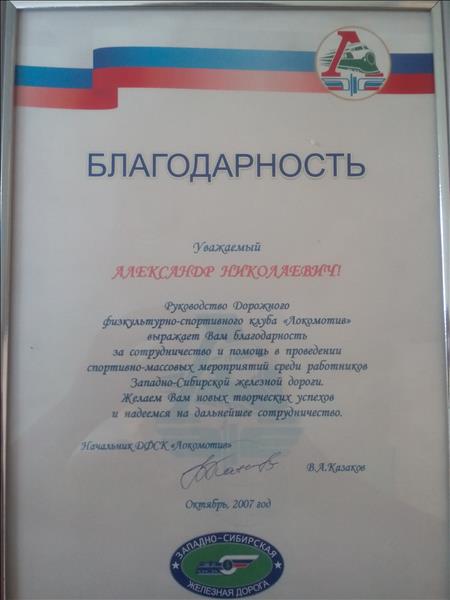 БЛАГОДАРНОСТЬ
Уважаемый
АЛЕКСАНДР НИКОЛАЕВИЧ!
Руководство Дорожного
физкультурно-спортивного клуба «Локомотив»
выражает Вам благодарность
за сотрудничество и помощь в проведении
спортивно-массовых мероприятий среди работников
Западно-Сибирской железной дороги.
Желаем Вам новых творческих успехов
и надеемся на дальнейшее сотрудничество.
Начальник ДФСК «Локомотив»
В.А.Казаков
Октябрь, 2007 год
ЗАПАДНО-СИБИРСКАЯ
ЖЕЛЕЗНАЯ ДОРОГА